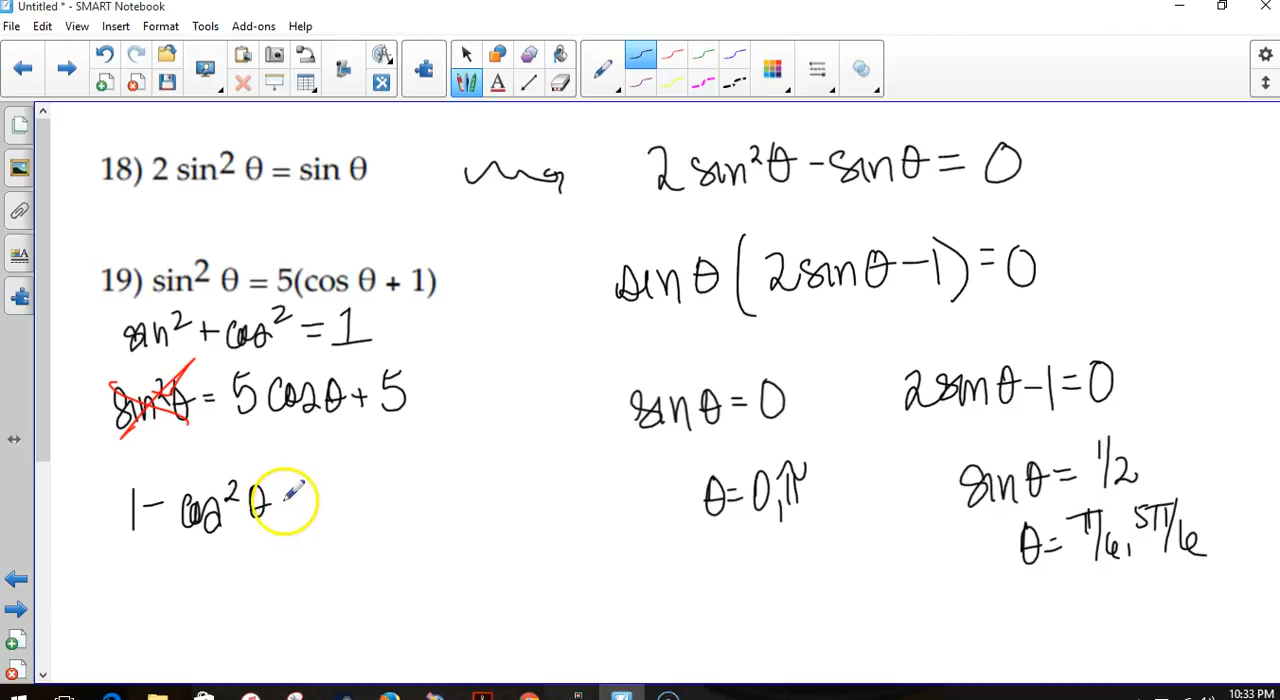 Untitled * - SMART Notebook
File Edit View Insert Format Tools Add-ons Help
18) 2 sin² θ = sin θ
2 sin²θ - sin θ = 0
19) sin² θ = 5(cos θ + 1)
sin θ (2 sin θ - 1) = 0
sin² + cos² = 1
sin²θ = 5 cos θ + 5
sin θ = 0
2 sin θ - 1 = 0
1 - cos² θ
θ = 0, π
sin θ = 1/2
θ = π/6, 5π/6
10:33 PM